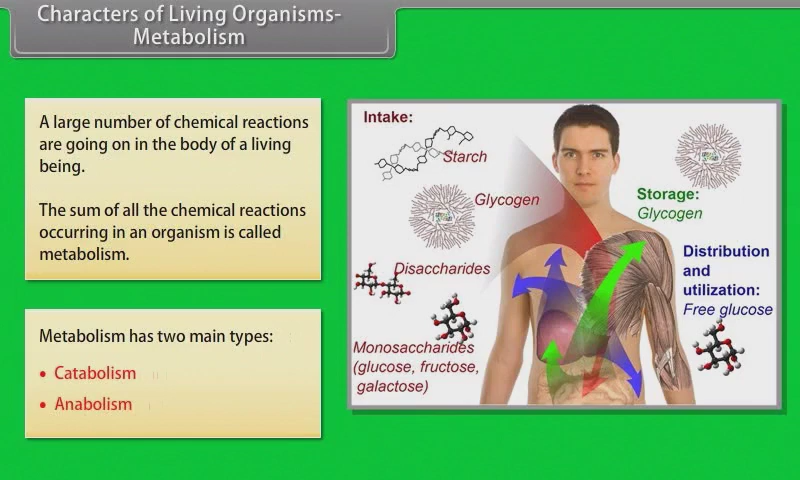 Characters of Living Organisms-
Metabolism
A large number of chemical reactions
are going on in the body of a living
being.
The sum of all the chemical reactions
occurring in an organism is called
metabolism.
Metabolism has two main types:
• Catabolism
• Anabolism
Intake:
Starch
Glycogen
Disaccharides
Monosaccharides
(glucose, fructose,
galactose)
Storage:
Glycogen
Distribution
and
utilization:
Free glucose